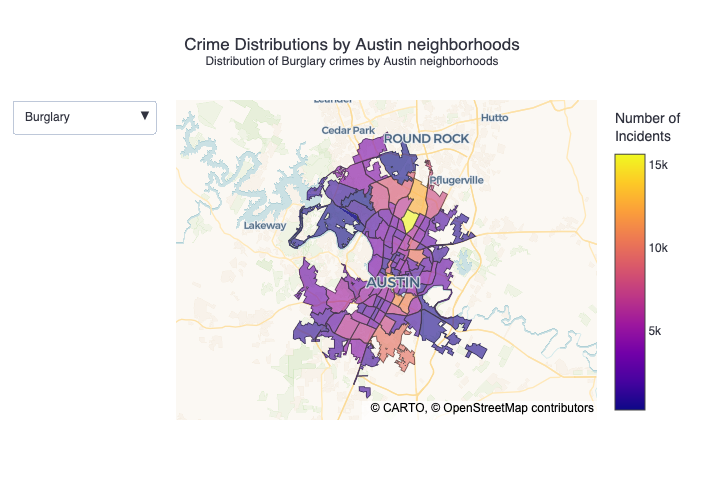 Crime Distributions by Austin neighborhoods
Distribution of Burglary crimes by Austin neighborhoods
Burglary ▼
Leander
Hutto
Cedar Park
ROUND ROCK
Pflugerville
Lakeway
AUSTIN
© CARTO, © OpenStreetMap contributors
Number of
Incidents
15k
10k
5k